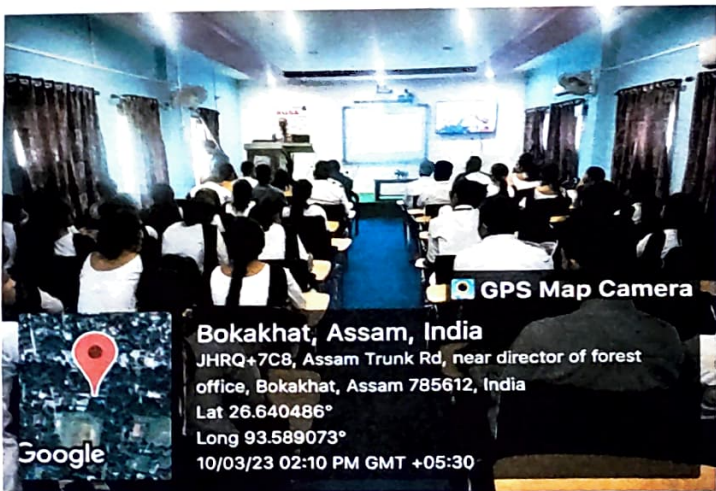 GPS Map Camera
Bokakhat, Assam, India
JHRQ+7C8, Assam Trunk Rd, near director of forest
office, Bokakhat, Assam 785612, India
Lat 26.640486°
Long 93.589073°
10/03/23 02:10 PM GMT +05:30
Google